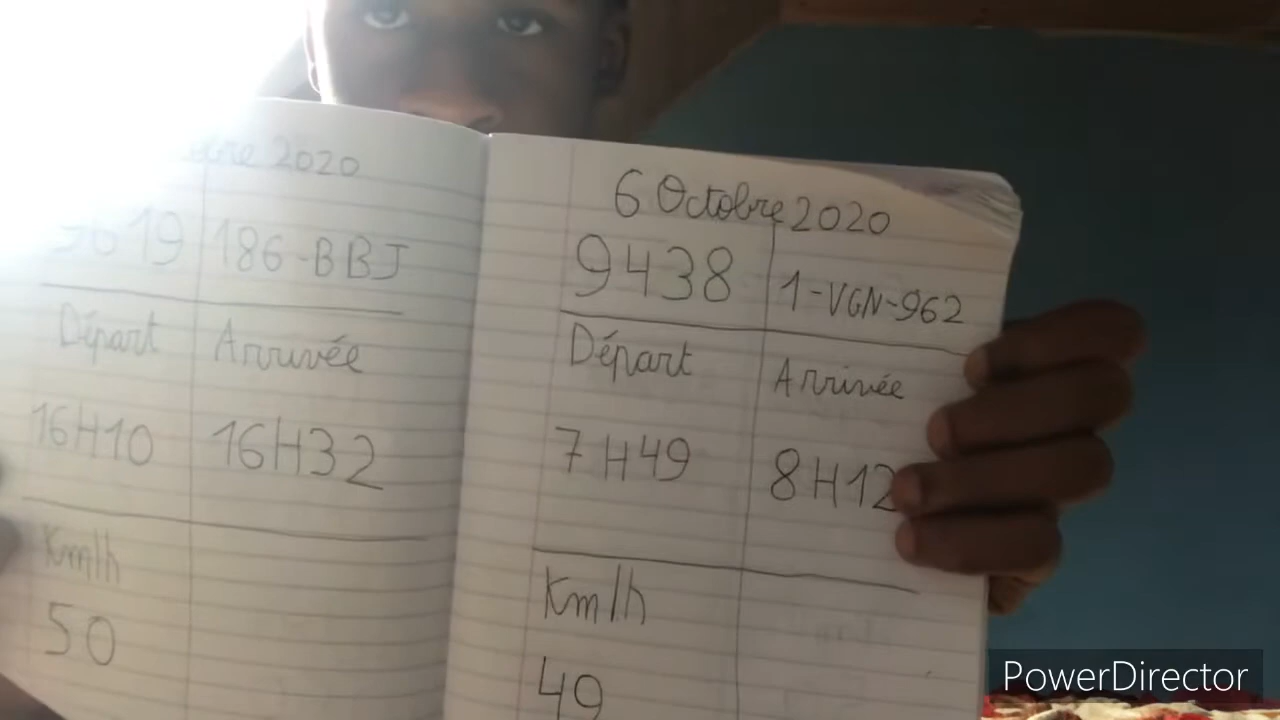 2020
19 186-BBJ
Départ Arrivée
16H10 16H32
Km/h
50
6 Octobre 2020
9438 1-VGN-962
Départ Arrivée
7H49 8H12
Km/h
49
PowerDirector